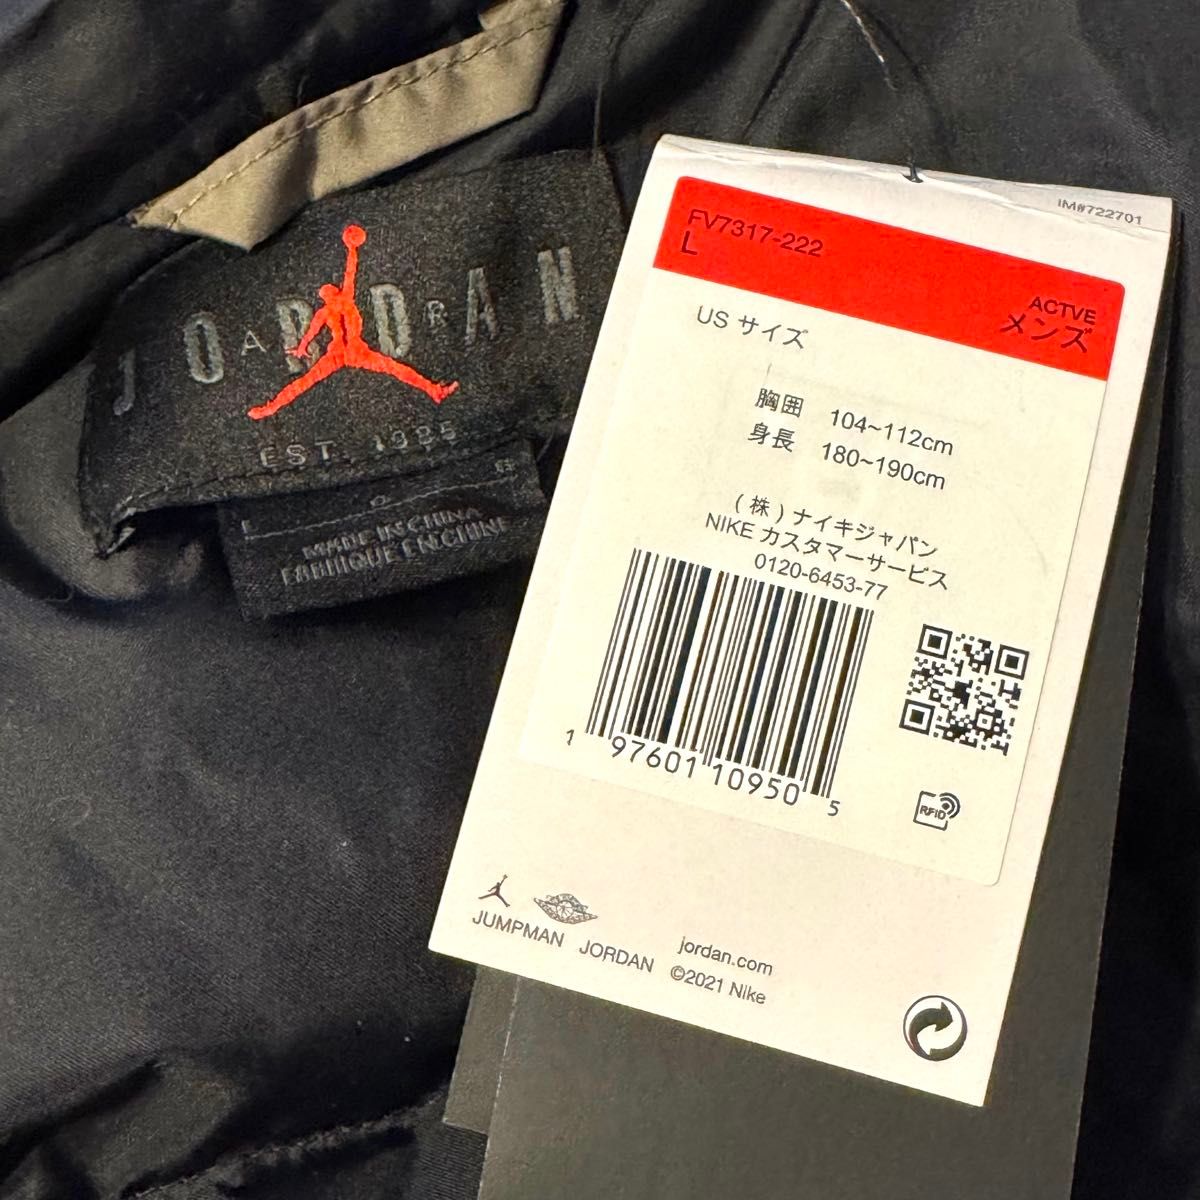 JORDAN
AIR
EST. 1985
L
MADE IN CHINA
FABRIQUE EN CHINE
IM#722701
FV7317-222
L
ACTVE
メンズ
US サイズ
胸囲 104~112cm
身長 180~190cm
(株)ナイキジャパン
NIKE カスタマーサービス
0120-6453-77
1 97601 10950 5
RFID
JUMPMAN JORDAN
jordan.com
©2021 Nike